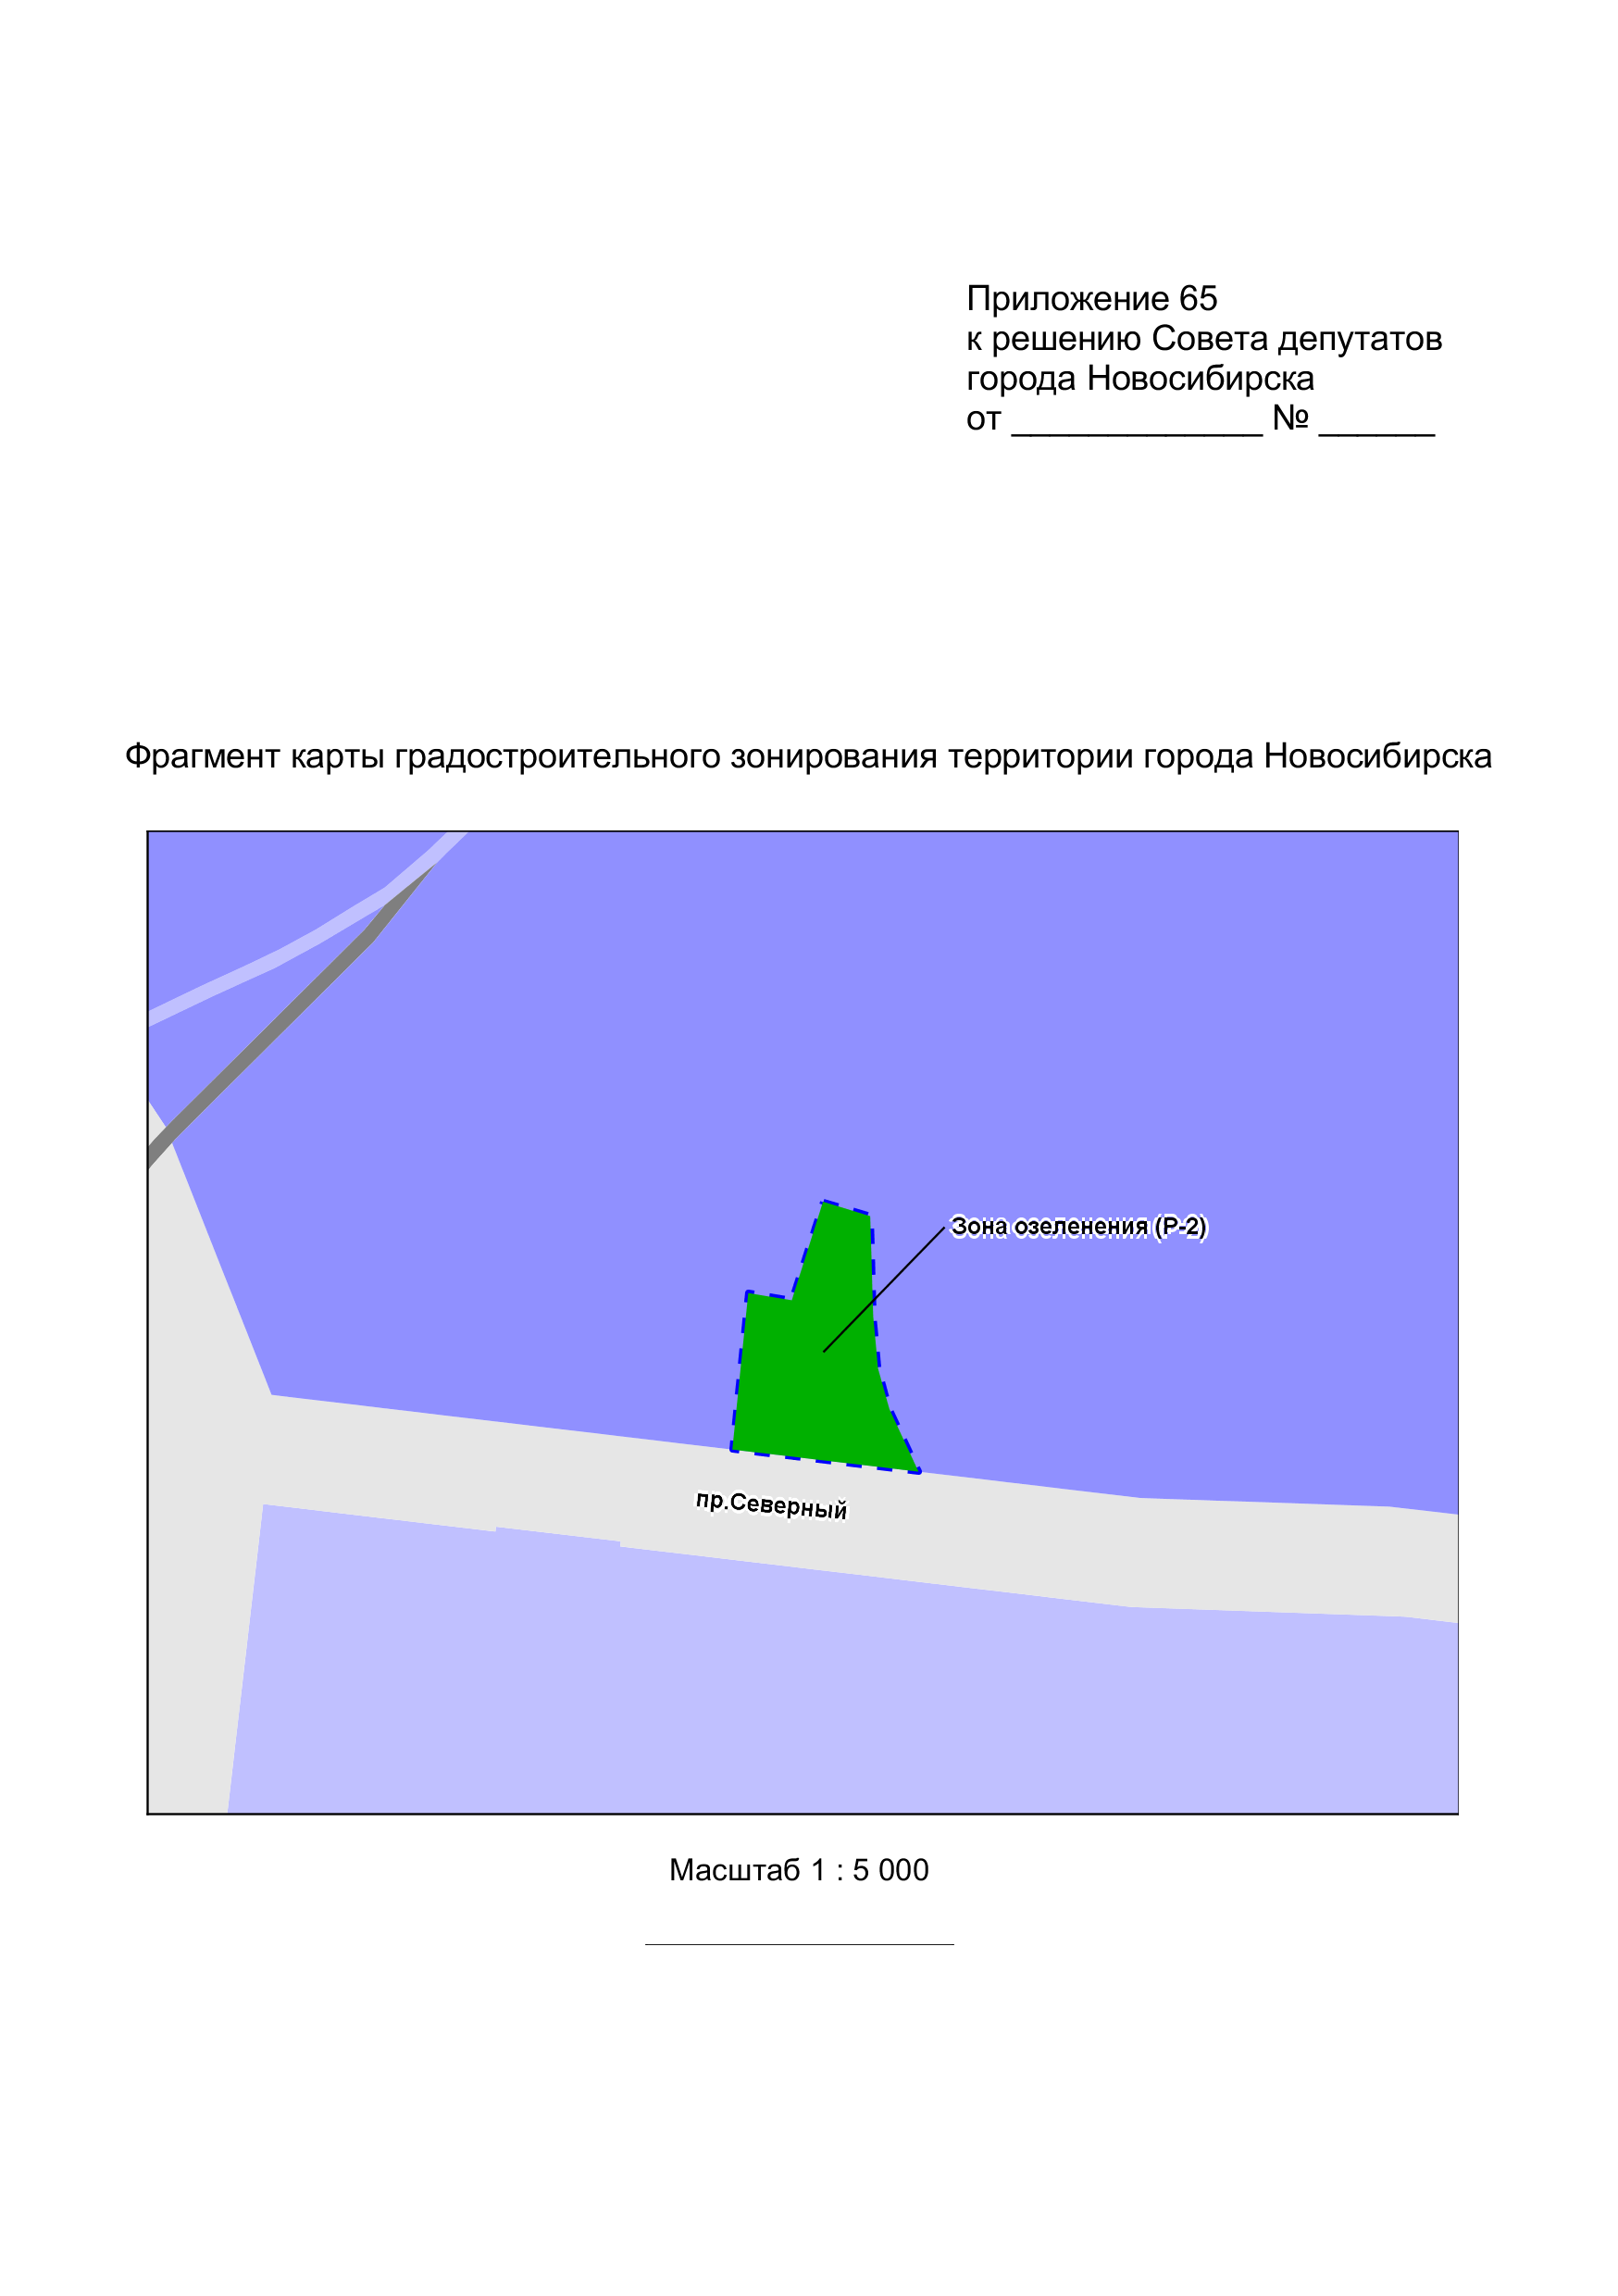 Приложение 65
к решению Совета депутатов
города Новосибирска
от _____________ № ______
Фрагмент карты градостроительного зонирования территории города Новосибирска
Зона озеленения (Р-2)
пр.Северный
Масштаб 1 : 5 000